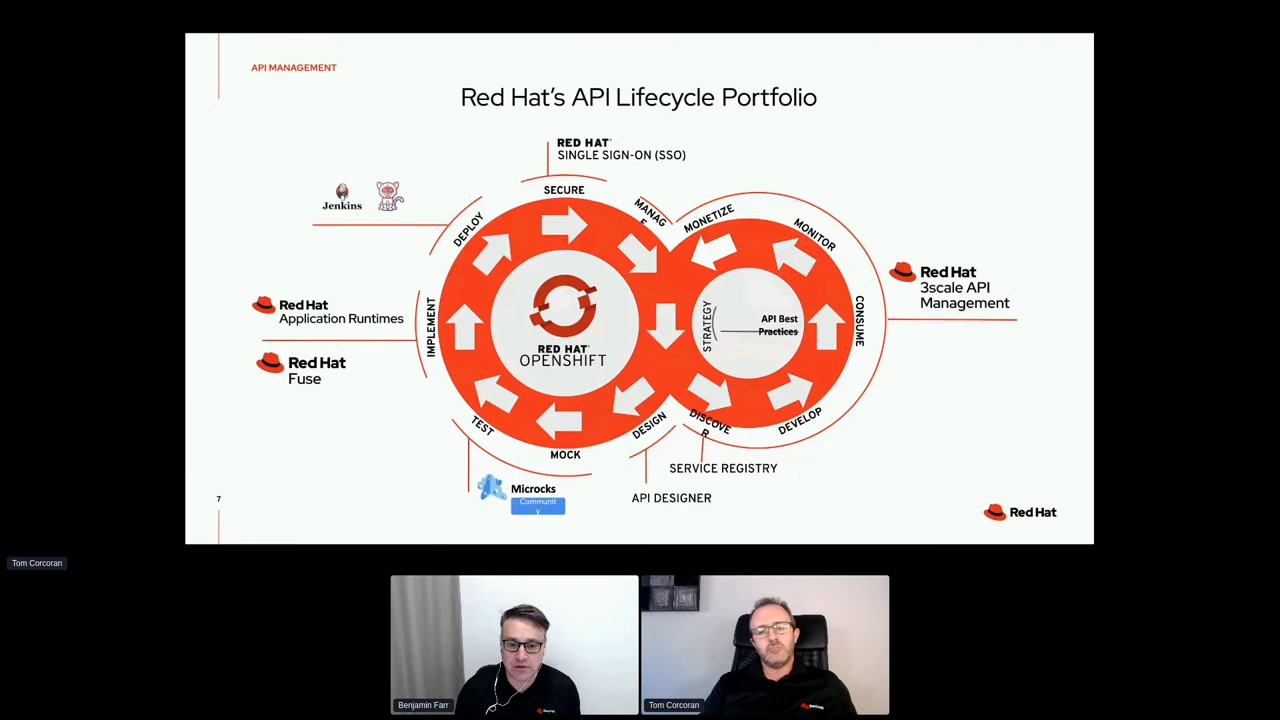 API MANAGEMENT
Red Hat's API Lifecycle Portfolio
RED HAT
SINGLE SIGN-ON (SSO)
Jenkins
SECURE
MANAG
E
MONETIZE
DEPLOY
MONITOR
Red Hat
3scale API
Management
Red Hat
Application Runtimes
IMPLEMENT
RED HAT
OPENSHIFT
STRATEGY
API Best
Practices
CONSUME
Red Hat
Fuse
TEST
MOCK
DESIGN
DISCOVE
R
DEVELOP
SERVICE REGISTRY
Microcks
Communit
y
API DESIGNER
7
Red Hat
Tom Corcoran
Benjamin Farr
Tom Corcoran